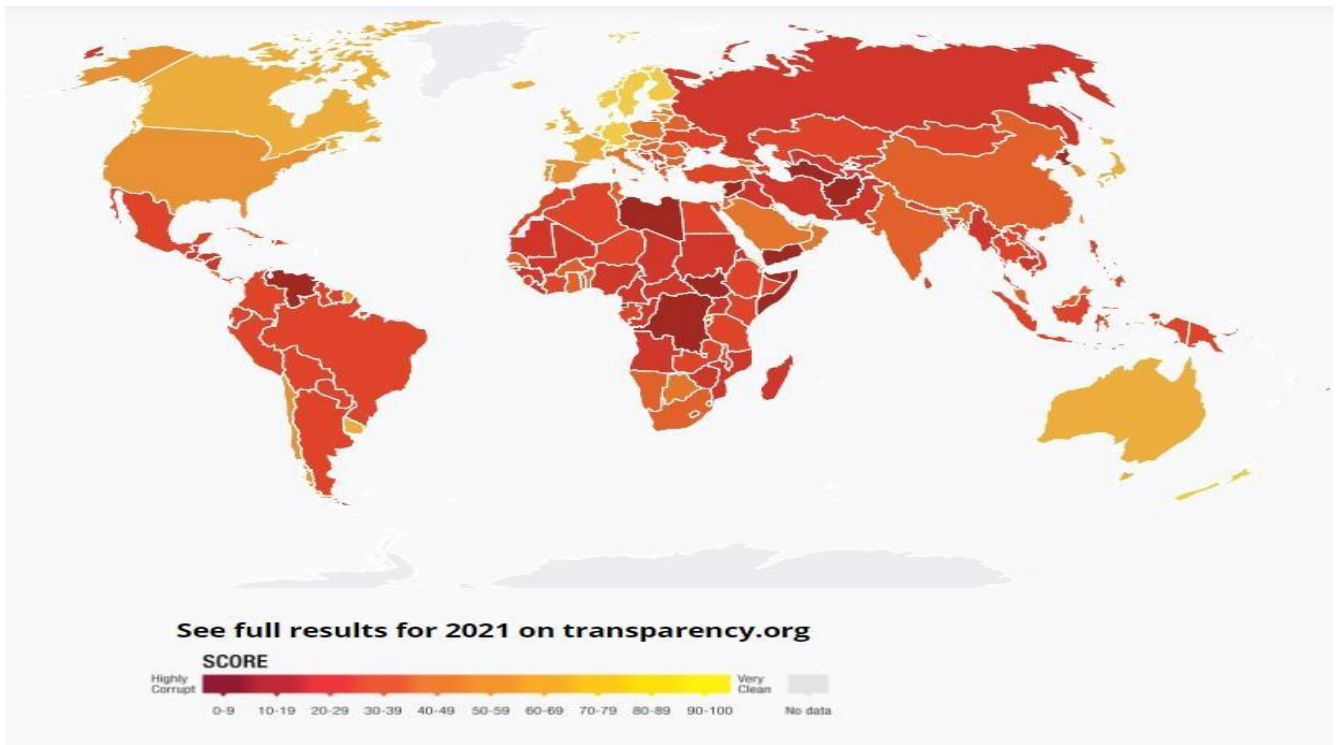 See full results for 2021 on transparency.org
SCORE
Highly Corrupt
Very Clean
0-9 10-19 20-29 30-39 40-49 50-59 60-69 70-79 80-89 90-100 No data